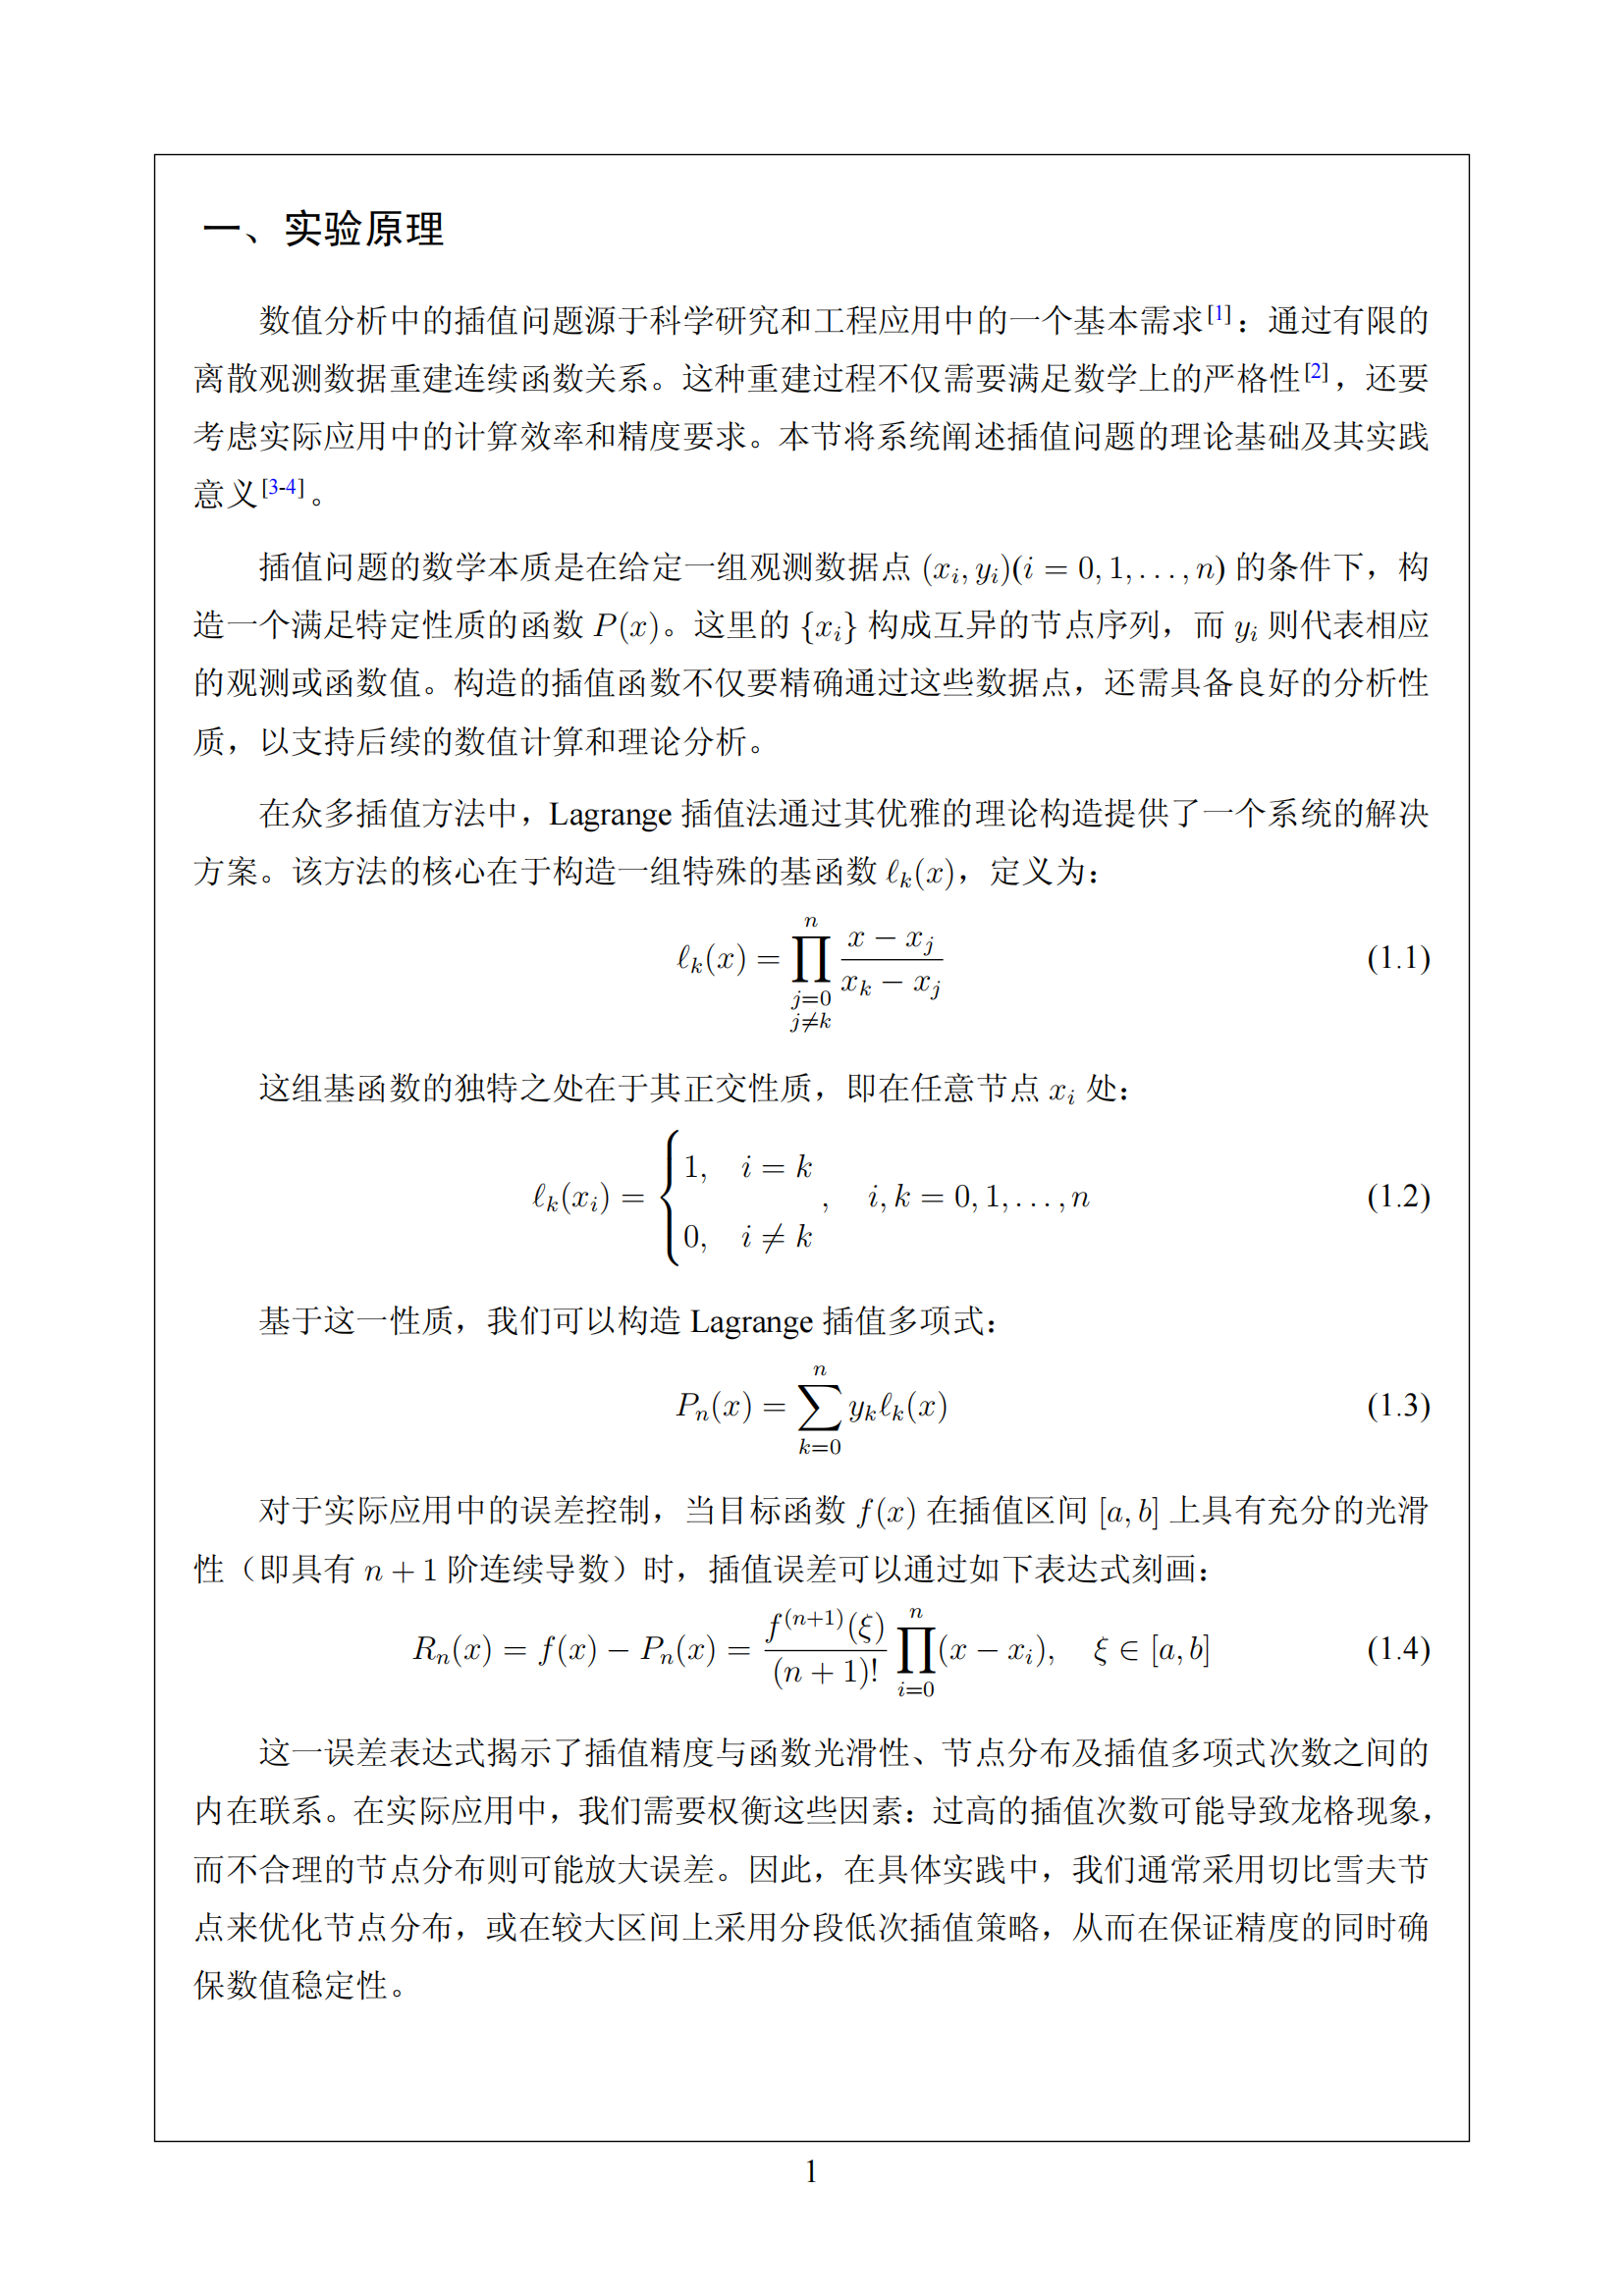 一、实验原理
数值分析中的插值问题源于科学研究和工程应用中的一个基本需求[1]：通过有限的
离散观测数据重建连续函数关系。这种重建过程不仅需要满足数学上的严格性[2]，还要
考虑实际应用中的计算效率和精度要求。本节将系统阐述插值问题的理论基础及其实践
意义[3-4]。
插值问题的数学本质是在给定一组观测数据点 (x_i, y_i)(i = 0, 1, . . . , n) 的条件下，构
造一个满足特定性质的函数 P(x)。这里的 {x_i} 构成互异的节点序列，而 y_i 则代表相应
的观测或函数值。构造的插值函数不仅要精确通过这些数据点，还需具备良好的分析性
质，以支持后续的数值计算和理论分析。
在众多插值方法中，Lagrange 插值法通过其优雅的理论构造提供了一个系统的解决
方案。该方法的核心在于构造一组特殊的基函数 ℓ_k(x)，定义为：
ℓ_k(x) = ∏_{j=0, j≠k}^{n} (x − x_j)/(x_k − x_j) (1.1)
这组基函数的独特之处在于其正交性质，即在任意节点 x_i 处：
ℓ_k(x_i) = { 1, i = k; 0, i ≠ k , i, k = 0, 1, . . . , n (1.2)
基于这一性质，我们可以构造 Lagrange 插值多项式：
P_n(x) = ∑_{k=0}^{n} y_k ℓ_k(x) (1.3)
对于实际应用中的误差控制，当目标函数 f(x) 在插值区间 [a, b] 上具有充分的光滑
性（即具有 n + 1 阶连续导数）时，插值误差可以通过如下表达式刻画：
R_n(x) = f(x) − P_n(x) = f^{(n+1)}(ξ)/(n + 1)! ∏_{i=0}^{n} (x − x_i), ξ ∈ [a, b] (1.4)
这一误差表达式揭示了插值精度与函数光滑性、节点分布及插值多项式次数之间的
内在联系。在实际应用中，我们需要权衡这些因素：过高的插值次数可能导致龙格现象，
而不合理的节点分布则可能放大误差。因此，在具体实践中，我们通常采用切比雪夫节
点来优化节点分布，或在较大区间上采用分段低次插值策略，从而在保证精度的同时确
保数值稳定性。
1